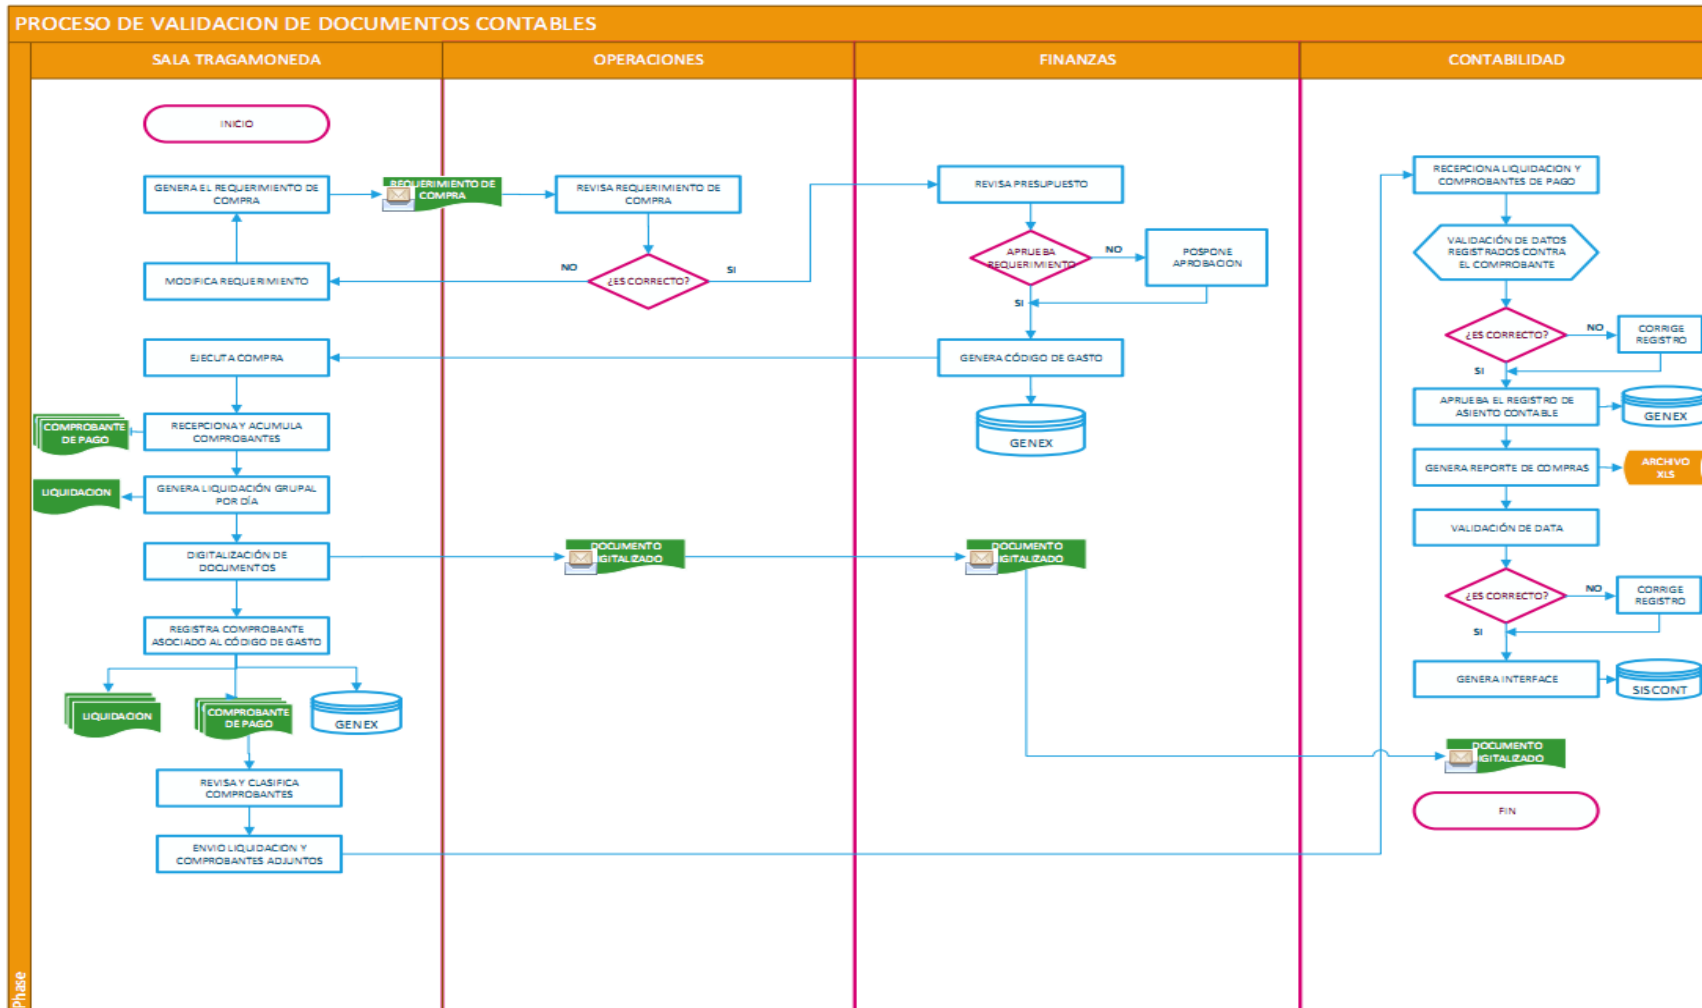 PROCESO DE VALIDACION DE DOCUMENTOS CONTABLES
SALA TRAGAMONEDA
OPERACIONES
FINANZAS
CONTABILIDAD
INICIO
GENERA EL REQUERIMIENTO DE
COMPRA
REQUERIMIENTO DE
COMPRA
REVISA REQUERIMIENTO DE
COMPRA
MODIFICA REQUERIMIENTO
NO
¿ES CORRECTO?
SI
REVISA PRESUPUESTO
APRUEBA
REQUERIMIENTO
NO
POSPONE
APROBACION
SI
GENERA CÓDIGO DE GASTO
GENEX
EJECUTA COMPRA
COMPROBANTE
DE PAGO
RECEPCIONA Y ACUMULA
COMPROBANTES
LIQUIDACION
GENERA LIQUIDACIÓN GRUPAL
POR DÍA
DIGITALIZACIÓN DE
DOCUMENTOS
DOCUMENTO
IGITALIZADO
DOCUMENTO
IGITALIZADO
REGISTRA COMPROBANTE
ASOCIADO AL CÓDIGO DE GASTO
LIQUIDACION
COMPROBANTE
DE PAGO
GENEX
REVISA Y CLASIFICA
COMPROBANTES
ENVIO LIQUIDACION Y
COMPROBANTES ADJUNTOS
RECEPCIONA LIQUIDACION Y
COMPROBANTES DE PAGO
VALIDACIÓN DE DATOS
REGISTRADOS CONTRA
EL COMPROBANTE
¿ES CORRECTO?
NO
CORRIGE
REGISTRO
SI
APRUEBA EL REGISTRO DE
ASIENTO CONTABLE
GENEX
GENERA REPORTE DE COMPRAS
ARCHIVO
XLS
VALIDACIÓN DE DATA
¿ES CORRECTO?
NO
CORRIGE
REGISTRO
SI
GENERA INTERFACE
SISCONT
DOCUMENTO
IGITALIZADO
FIN
Phase